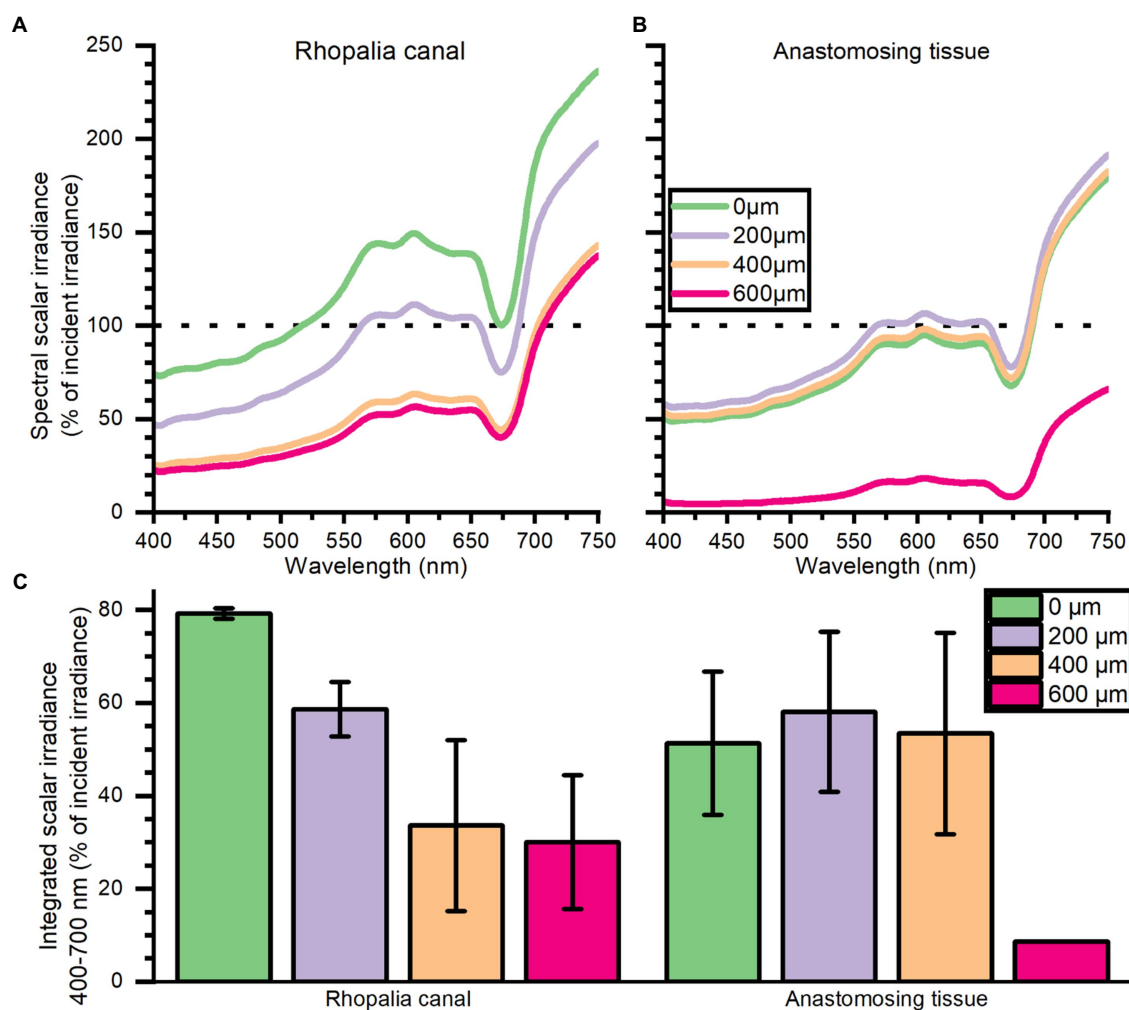 A
B
Rhopalia canal
Anastomosing tissue
Spectral scalar irradiance
(% of incident irradiance)
250
200
150
100
50
0
0µm
200µm
400µm
600µm
400 450 500 550 600 650 700 750
400 450 500 550 600 650 700 750
Wavelength (nm)
Wavelength (nm)
C
Integrated scalar irradiance
400-700 nm (% of incident irradiance)
80
60
40
20
0
0 µm
200 µm
400 µm
600 µm
Rhopalia canal
Anastomosing tissue